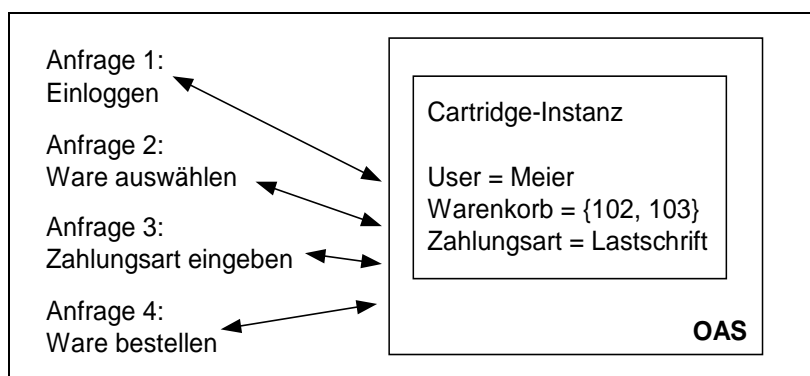 Anfrage 1:
Einloggen
Anfrage 2:
Ware auswählen
Anfrage 3:
Zahlungsart eingeben
Anfrage 4:
Ware bestellen
Cartridge-Instanz
User = Meier
Warenkorb = {102, 103}
Zahlungsart = Lastschrift
OAS